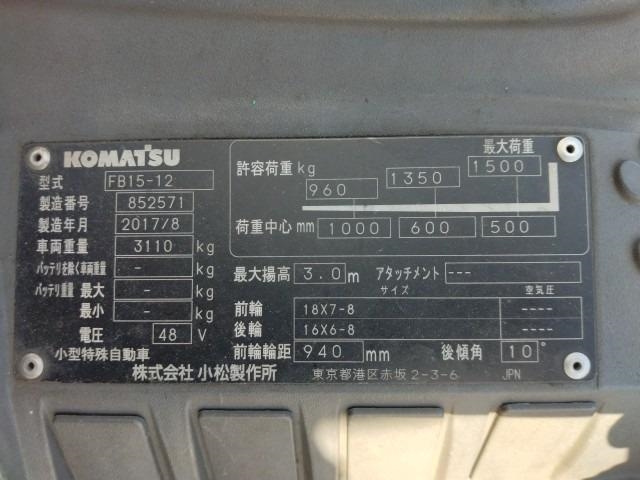 KOMATSU
型式 FB15-12
製造番号 852571
製造年月 2017/8
車両重量 3110 kg
バッテリを除く車両重量 - kg
バッテリ重量 最大 - kg
最小 - kg
電圧 48 V
小型特殊自動車
最大荷重
許容荷重 kg 960 1350 1500
荷重中心 mm 1000 600 500
最大揚高 3.0 m アタッチメント ---
サイズ 空気圧
前輪 18X7-8 ----
後輪 16X6-8 ----
前輪輪距 940 mm 後傾角 10°
株式会社 小松製作所 東京都港区赤坂2-3-6 JPN